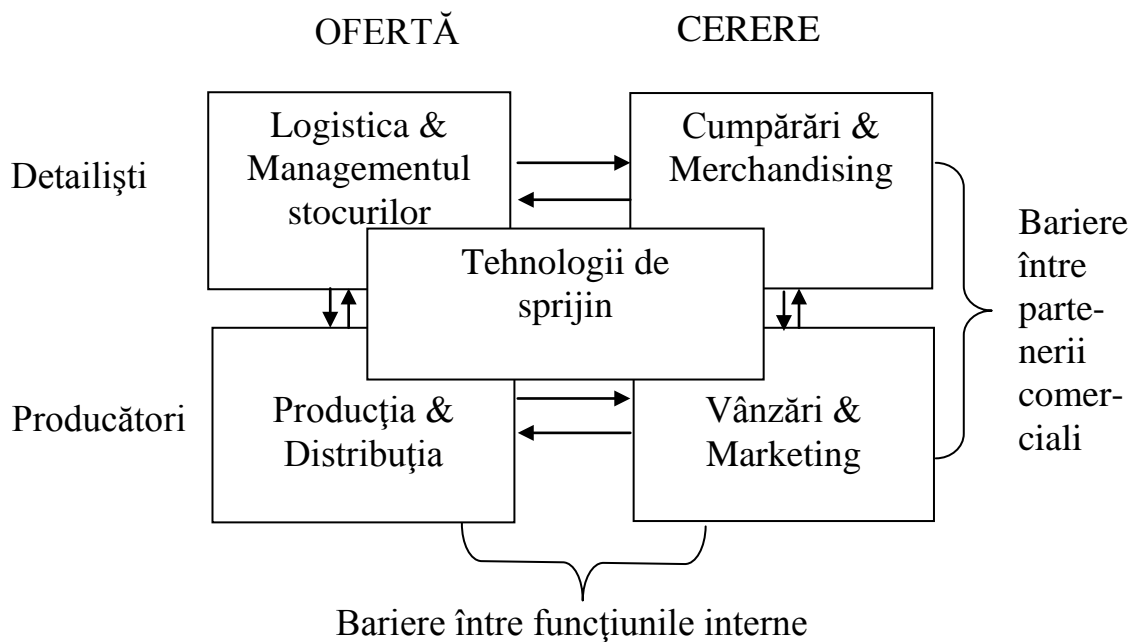 OFERTĂ
CERERE
Detailişti
Logistica &
Managementul
stocurilor
Cumpărări &
Merchandising
Tehnologii de
sprijin
Bariere
între
parte-
nerii
comer-
ciali
Producători
Producţia &
Distribuţia
Vânzări &
Marketing
Bariere între funcţiunile interne